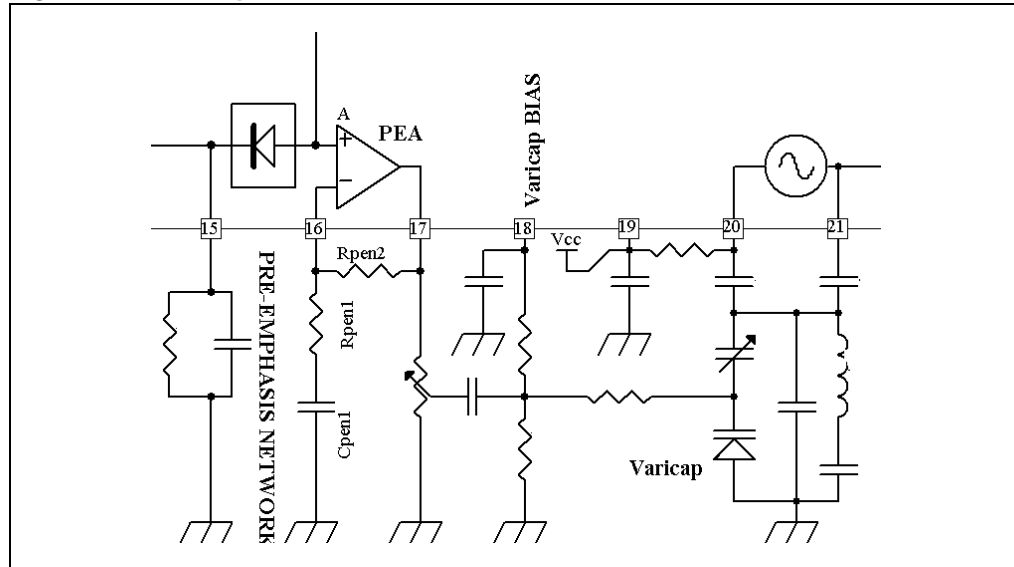 A
PEA
+
−
Varicap BIAS
15
16
17
18
19
20
21
Vcc
Rpen2
PRE-EMPHASIS NETWORK
Rpen1
Cpen1
Varicap